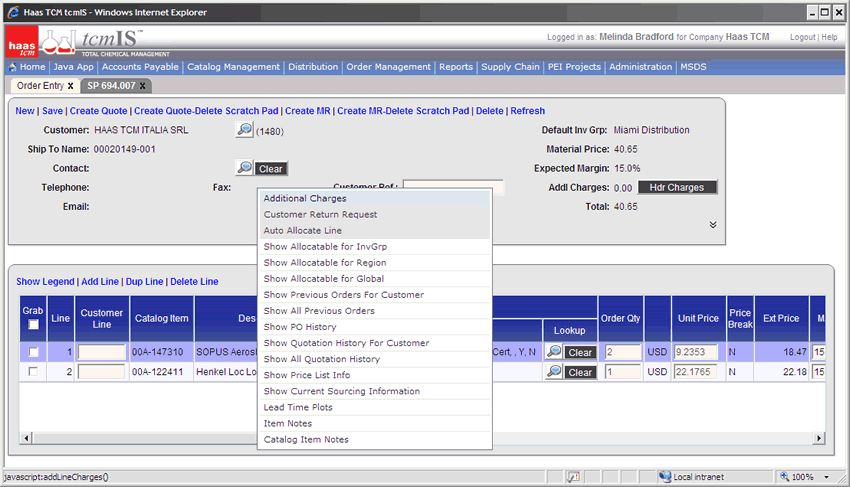 Haas TCM tcmIS - Windows Internet Explorer
haas tcm tcmIS™ TOTAL CHEMICAL MANAGEMENT
Logged in as: Melinda Bradford for Company Haas TCM Logout | Help
Home Java App Accounts Payable Catalog Management Distribution Order Management Reports Supply Chain PEI Projects Administration MSDS
Order Entry x SP 694.007 x
New | Save | Create Quote | Create Quote-Delete Scratch Pad | Create MR | Create MR-Delete Scratch Pad | Delete | Refresh
Customer: HAAS TCM ITALIA SRL (1480) Default Inv Grp: Miami Distribution
Ship To Name: 00020149-001 Material Price: 40.65
Contact: Clear Expected Margin: 15.0%
Telephone: Fax: Customer Ref.: Addl Charges: 0.00 Hdr Charges
Email: Total: 40.65
Additional Charges
Customer Return Request
Auto Allocate Line
Show Allocatable for InvGrp
Show Allocatable for Region
Show Allocatable for Global
Show Previous Orders For Customer
Show All Previous Orders
Show PO History
Show Quotation History For Customer
Show All Quotation History
Show Price List Info
Show Current Sourcing Information
Lead Time Plots
Item Notes
Catalog Item Notes
Show Legend | Add Line | Dup Line | Delete Line
Grab Line Customer Line Catalog Item Des Lookup Order Qty Unit Price Price Break Ext Price M
1 00A-147310 SOPUS Aerosh Cert, , Y, N Clear 2 USD 9.2353 N 18.47 15
2 00A-122411 Henkel Loc Lo Clear 1 USD 22.1765 N 22.18 15
javascript:addLineCharges() Local intranet 100%